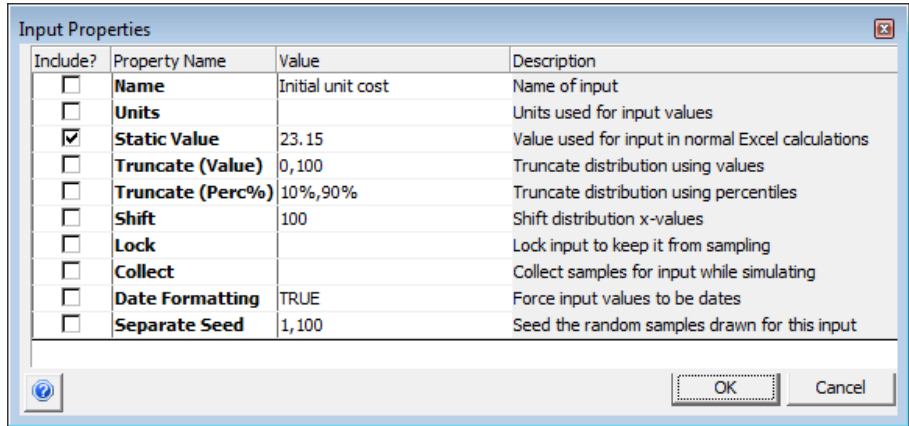 Input Properties
Include? Property Name Value Description
Name Initial unit cost Name of input
Units Units used for input values
Static Value 23.15 Value used for input in normal Excel calculations
Truncate (Value) 0,100 Truncate distribution using values
Truncate (Perc%) 10%,90% Truncate distribution using percentiles
Shift 100 Shift distribution x-values
Lock Lock input to keep it from sampling
Collect Collect samples for input while simulating
Date Formatting TRUE Force input values to be dates
Separate Seed 1,100 Seed the random samples drawn for this input
? OK Cancel